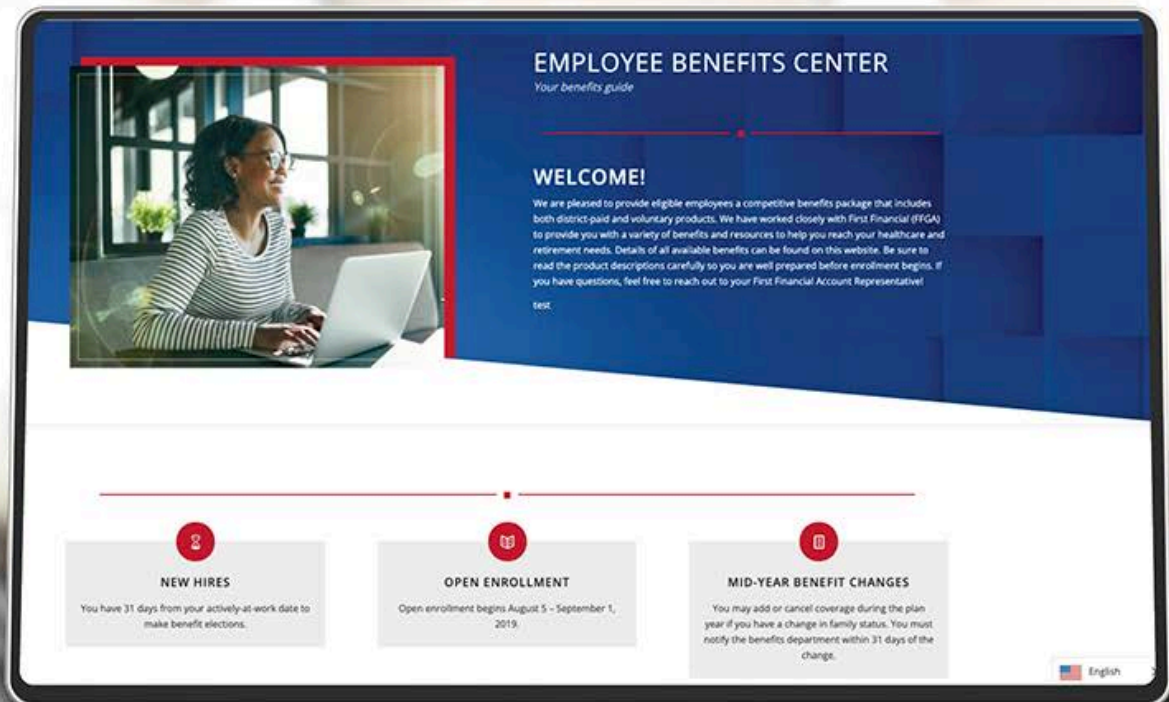 EMPLOYEE BENEFITS CENTER
Your benefits guide
WELCOME!
We are pleased to provide eligible employees a competitive benefits package that includes
both district-paid and voluntary products. We have worked closely with First Financial (FFGA)
to provide you with a variety of benefits and resources to help you reach your healthcare and
retirement needs. Details of all available benefits can be found on this website. Be sure to
read the product descriptions carefully so you are well prepared before enrollment begins. If
you have questions, feel free to reach out to your First Financial Account Representative!
test
NEW HIRES
You have 31 days from your actively-at-work date to
make benefit elections.
OPEN ENROLLMENT
Open enrollment begins August 5 – September 1,
2019.
MID-YEAR BENEFIT CHANGES
You may add or cancel coverage during the plan
year if you have a change in family status. You must
notify the benefits department within 31 days of the
change.
English